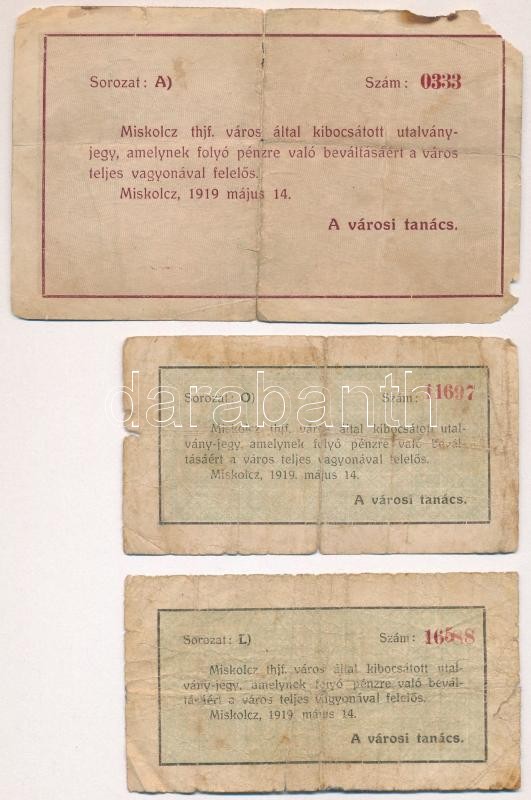 Sorozat: A) Szám: 0333
Miskolcz thjf. város által kibocsátott utalvány-
jegy, amelynek folyó pénzre való beváltásáért a város
teljes vagyonával felelős.
Miskolcz, 1919 május 14.
A városi tanács.
Sorozat: O) Szám: 11697
Miskolcz thjf. város által kibocsátott utal-
vány-jegy, amelynek folyó pénzre való bevál-
tásáért a város teljes vagyonával felelős.
Miskolcz, 1919. május 14.
A városi tanács.
darabanth
Sorozat: L) Szám: 16588
Miskolcz thjf. város által kibocsátott utal-
vány-jegy, amelynek folyó pénzre való bevál-
tásáért a város teljes vagyonával felelős.
Miskolcz, 1919 május 14.
A városi tanács.